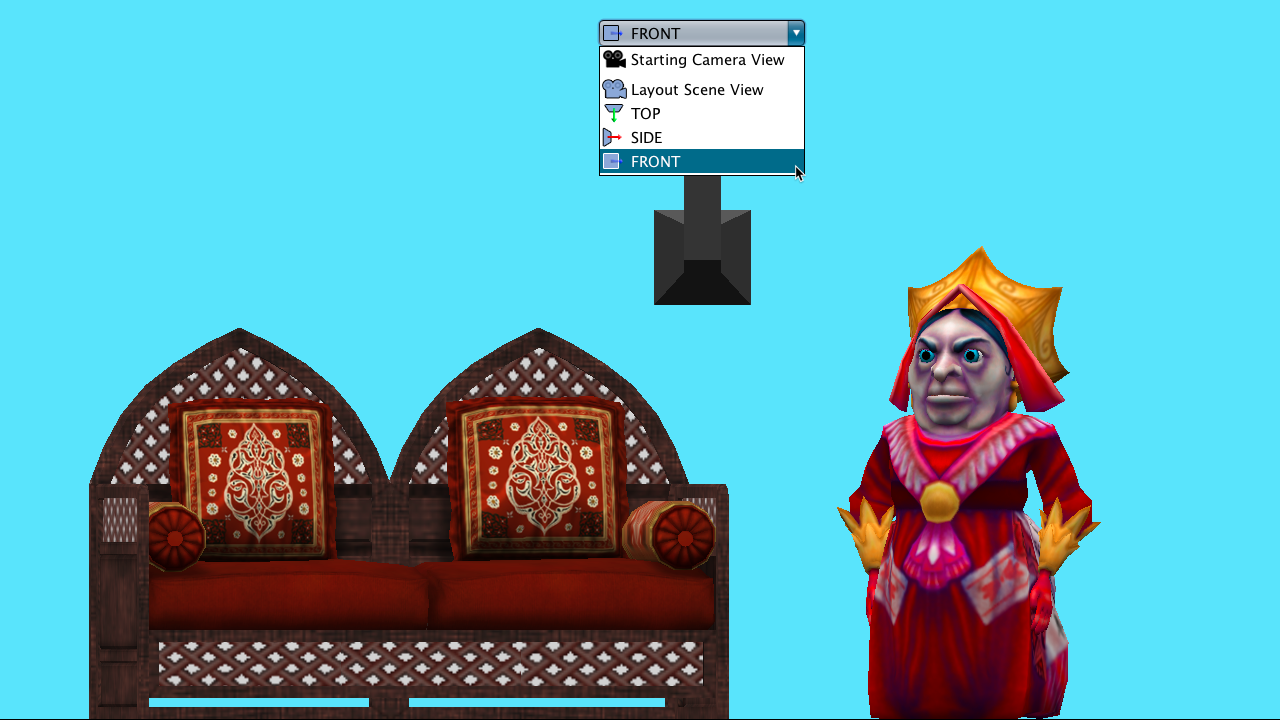 FRONT
Starting Camera View
Layout Scene View
TOP
SIDE
FRONT